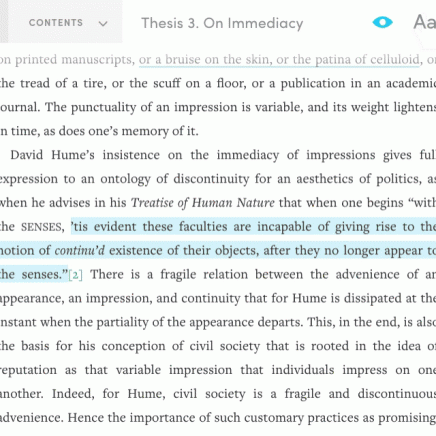 CONTENTS Thesis 3. On Immediacy Aa
on printed manuscripts, or a bruise on the skin, or the patina of celluloid, or
the tread of a tire, or the scuff on a floor, or a publication in an academic
journal. The punctuality of an impression is variable, and its weight lightens
in time, as does one's memory of it.
David Hume's insistence on the immediacy of impressions gives full
expression to an ontology of discontinuity for an aesthetics of politics, as
when he advises in his Treatise of Human Nature that when one begins "with
the SENSES, 'tis evident these faculties are incapable of giving rise to the
notion of continu'd existence of their objects, after they no longer appear to
the senses."[2] There is a fragile relation between the advenience of an
appearance, an impression, and continuity that for Hume is dissipated at the
instant when the partiality of the appearance departs. This, in the end, is also
the basis for his conception of civil society that is rooted in the idea of
reputation as that variable impression that individuals impress on one
another. Indeed, for Hume, civil society is a fragile and discontinuous
advenience. Hence the importance of such customary practices as promising,